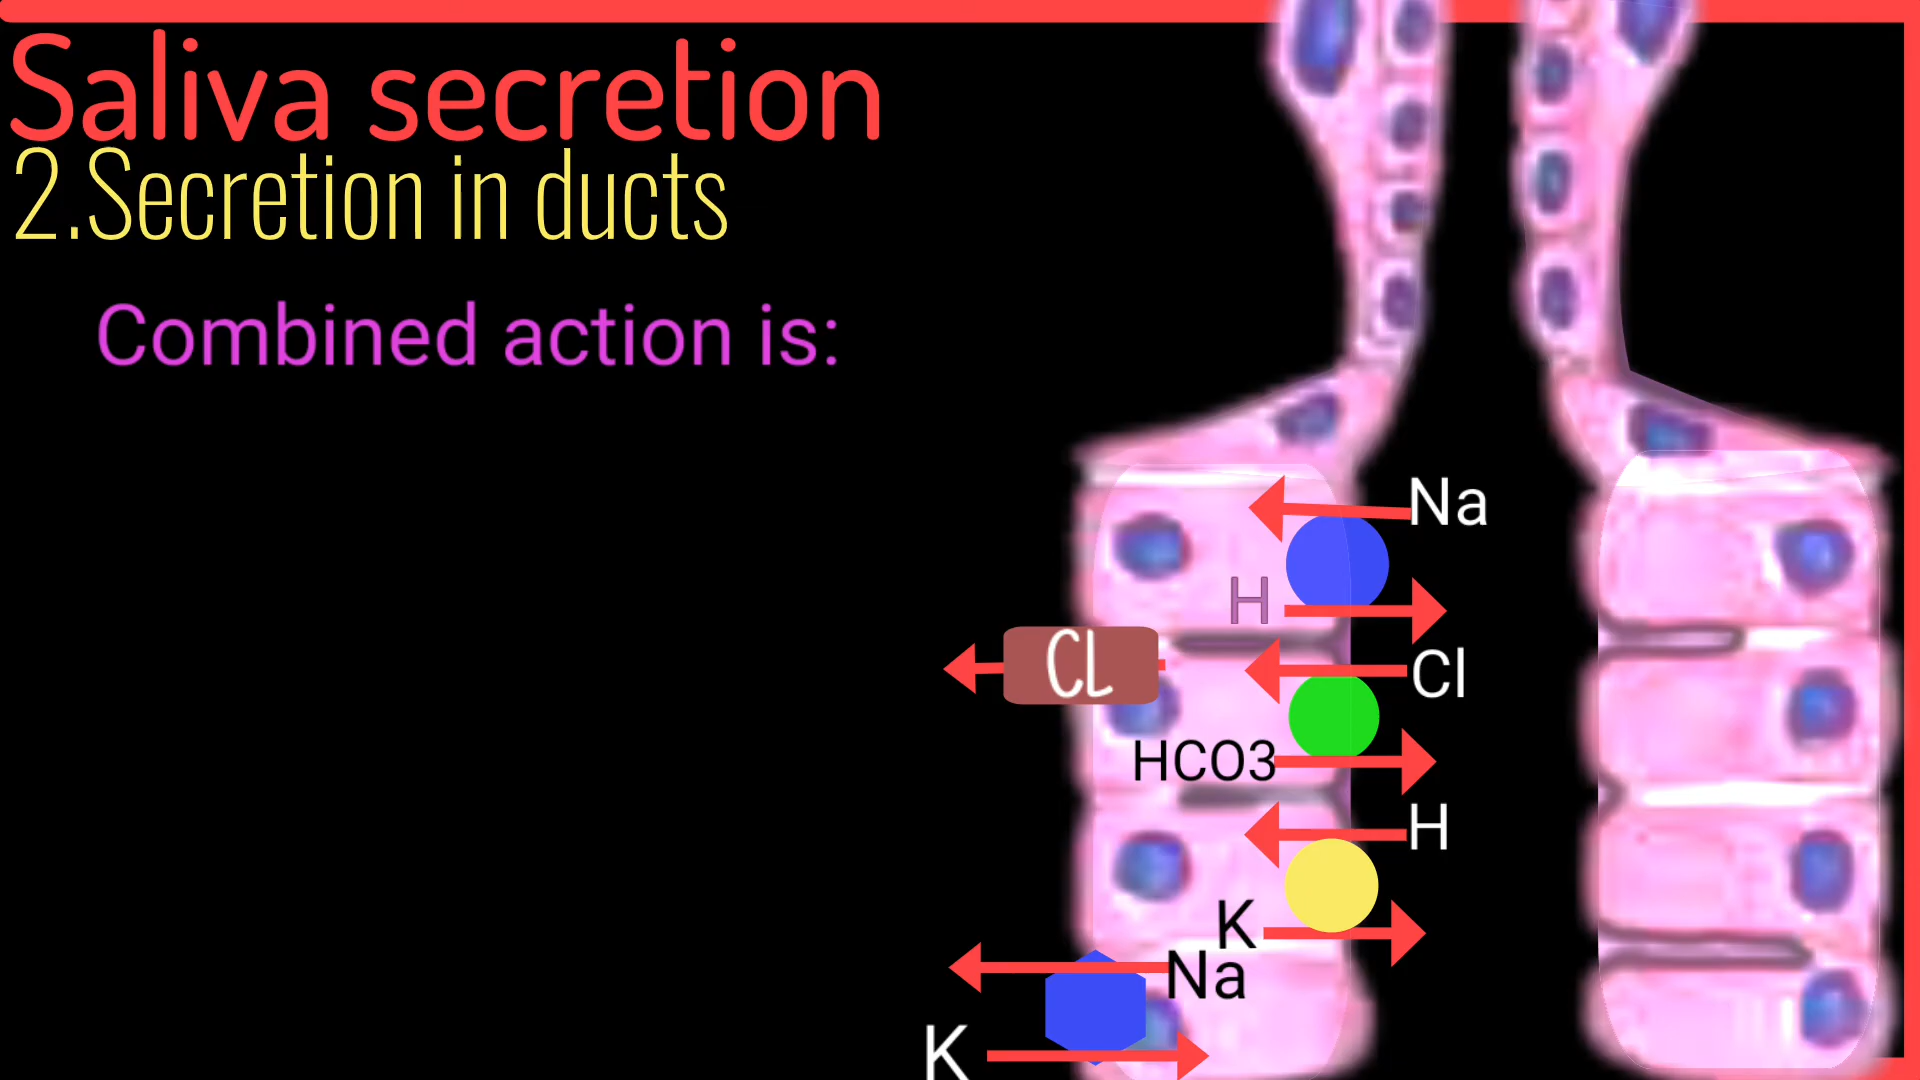 Saliva secretion
2.Secretion in ducts
Combined action is:
Na
H
CL
Cl
HCO3
H
K
Na
K